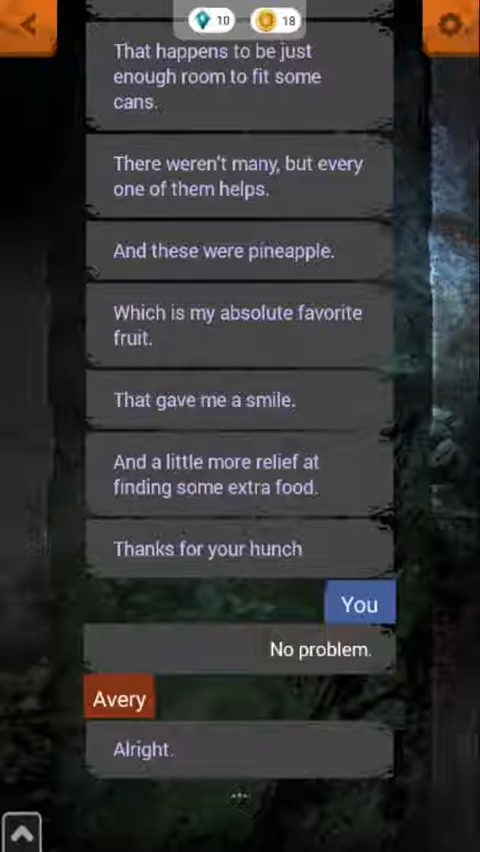 10
18
That happens to be just
enough room to fit some
cans.
There weren't many, but every
one of them helps.
And these were pineapple.
Which is my absolute favorite
fruit.
That gave me a smile.
And a little more relief at
finding some extra food.
Thanks for your hunch
You
No problem.
Avery
Alright.
...